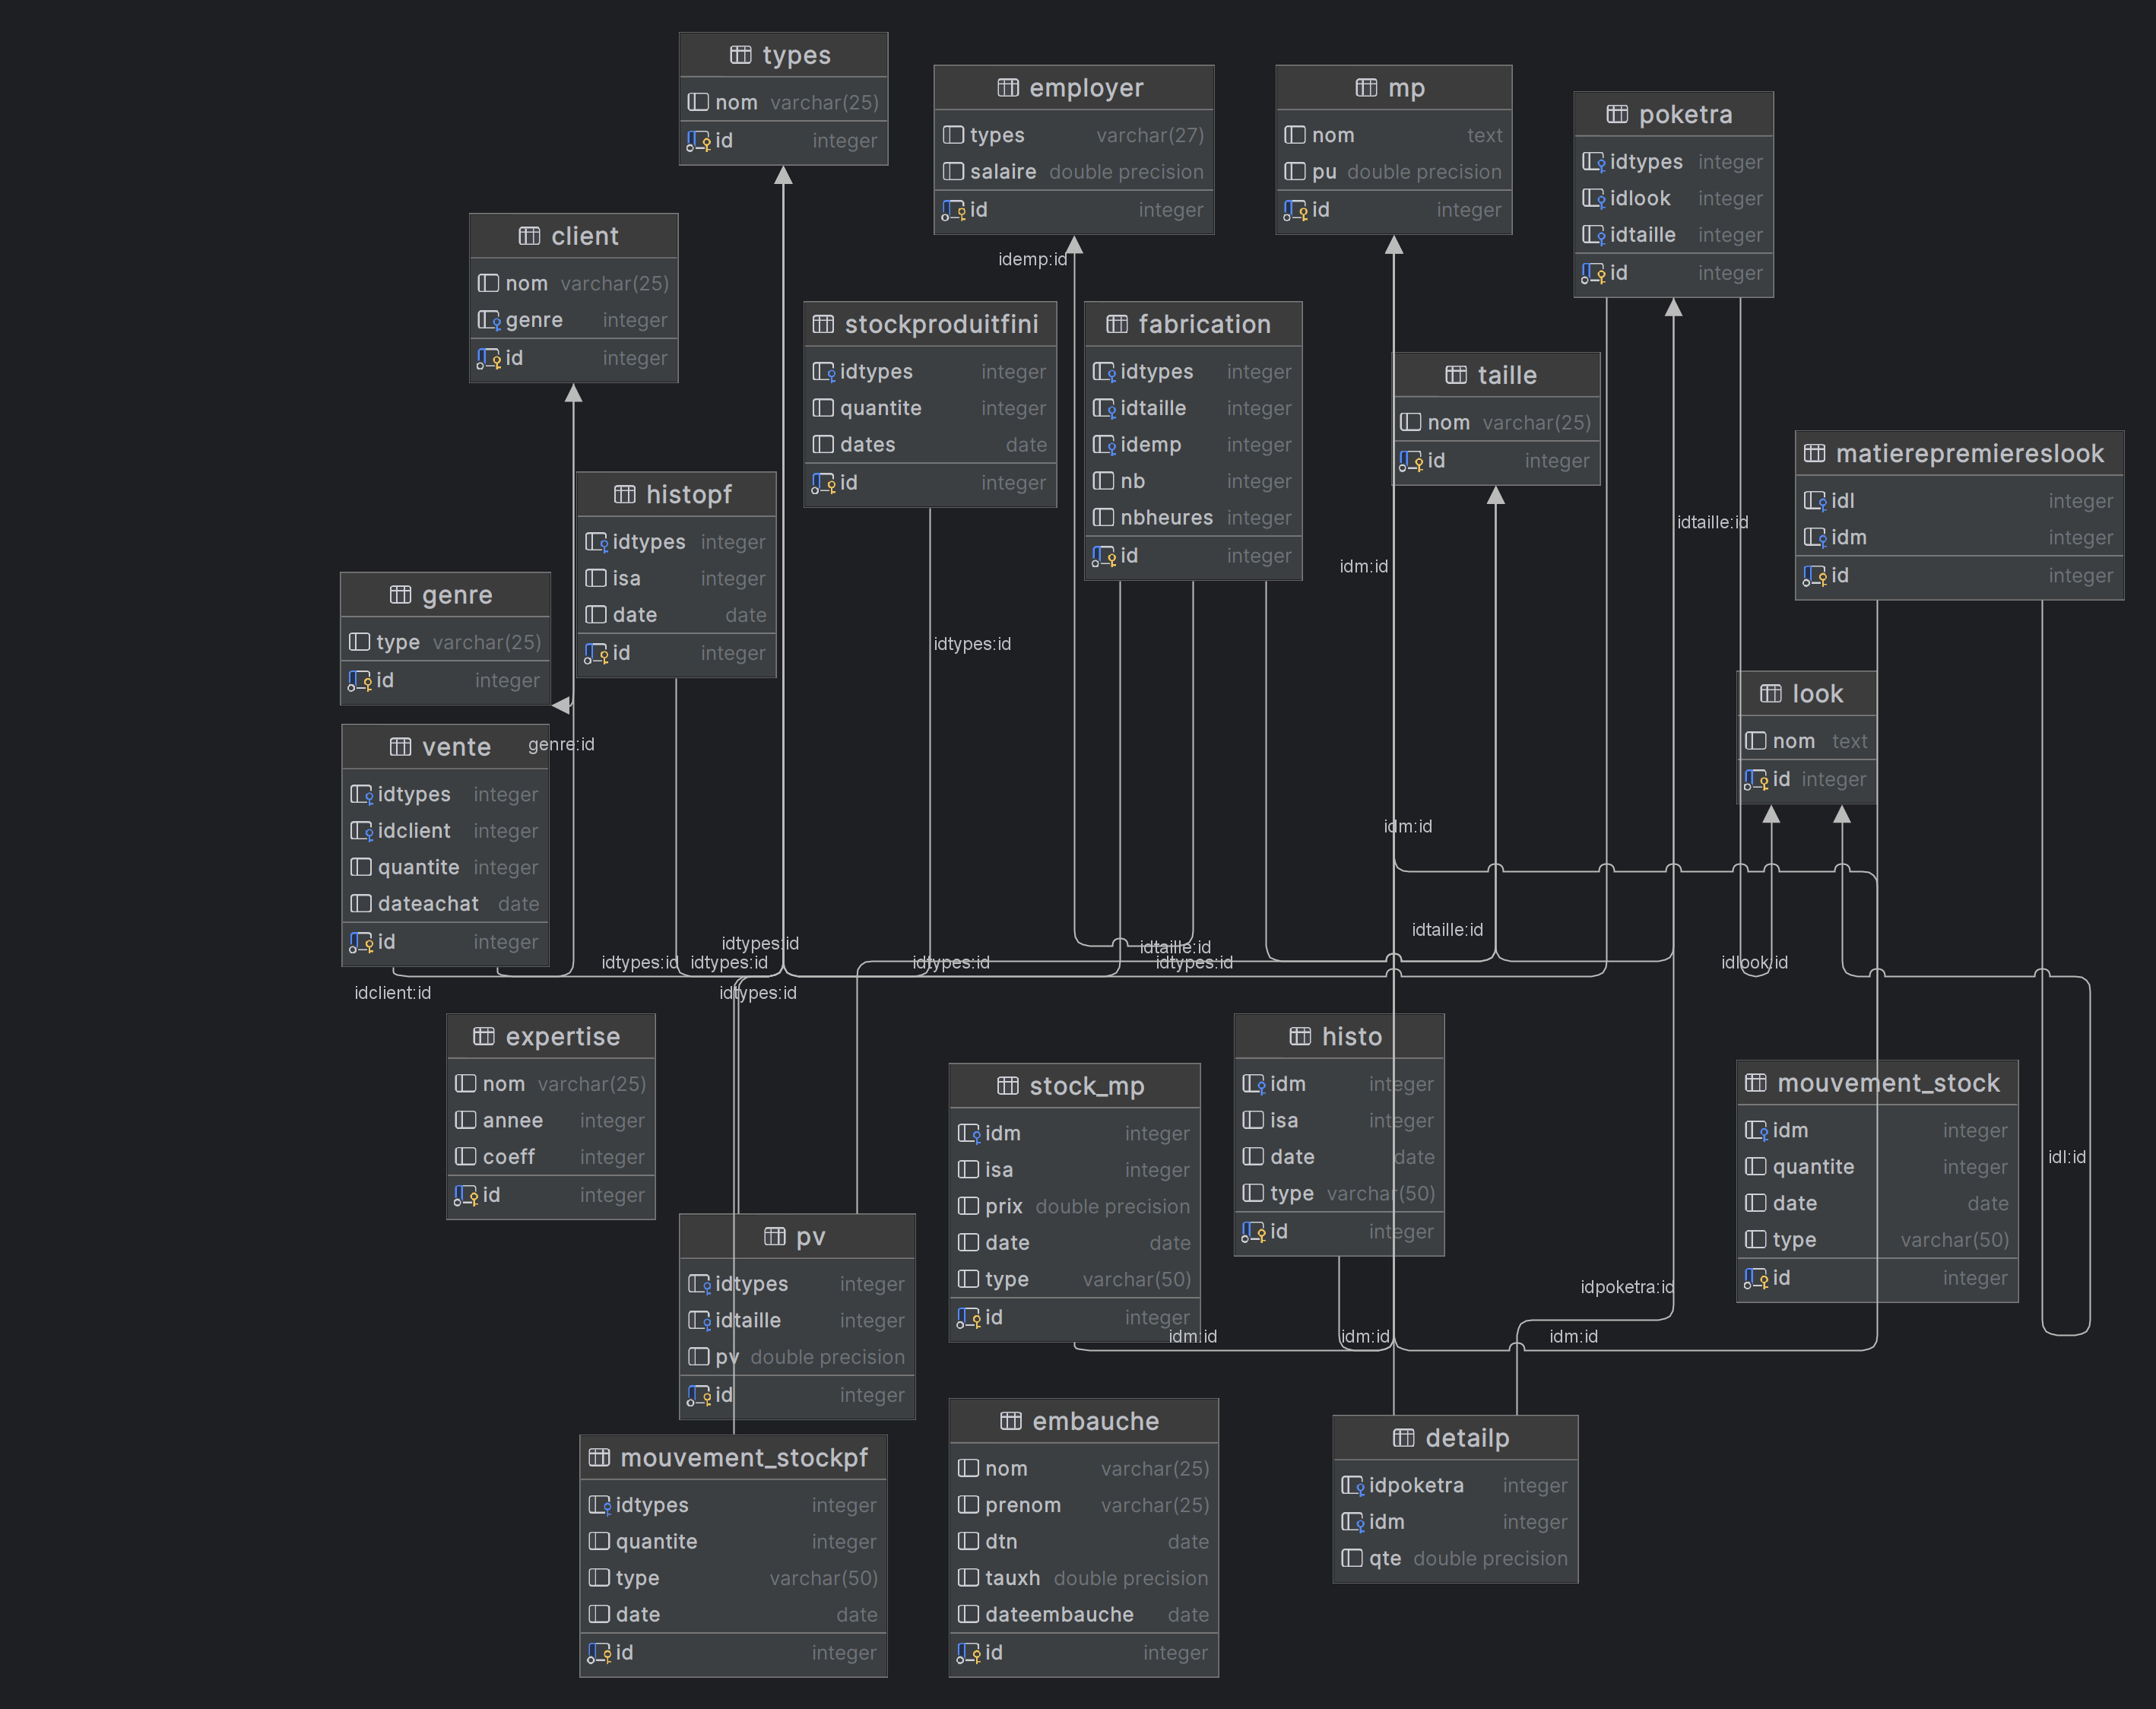 types
nom varchar(25)
id integer
employer
types varchar(27)
salaire double precision
id integer
mp
nom text
pu double precision
id integer
poketra
idtypes integer
idlook integer
idtaille integer
id integer
client
nom varchar(25)
genre integer
id integer
idemp:id
stockproduitfini
idtypes integer
quantite integer
dates date
id integer
fabrication
idtypes integer
idtaille integer
idemp integer
nb integer
nbheures integer
id integer
taille
nom varchar(25)
id integer
matierepremiereslook
idl integer
idm integer
id integer
histopf
idtypes integer
isa integer
date date
id integer
idtaille:id
idm:id
genre
type varchar(25)
id integer
idtypes:id
look
nom text
id integer
vente
idtypes integer
idclient integer
quantite integer
dateachat date
id integer
genre:id
idm:id
idtaille:id
idtypes:id
idtaille:id
idtypes:id
idtypes:id
idtypes:id
idtypes:id
idlook:id
idclient:id
idtypes:id
expertise
nom varchar(25)
annee integer
coeff integer
id integer
stock_mp
idm integer
isa integer
prix double precision
date date
type varchar(50)
id integer
histo
idm integer
isa integer
date date
type varchar(50)
id integer
mouvement_stock
idm integer
quantite integer
date date
type varchar(50)
id integer
idl:id
pv
idtypes integer
idtaille integer
pv double precision
id integer
idpoketra:id
idm:id
idm:id
idm:id
mouvement_stockpf
idtypes integer
quantite integer
type varchar(50)
date date
id integer
embauche
nom varchar(25)
prenom varchar(25)
dtn date
tauxh double precision
dateembauche date
id integer
detailp
idpoketra integer
idm integer
qte double precision